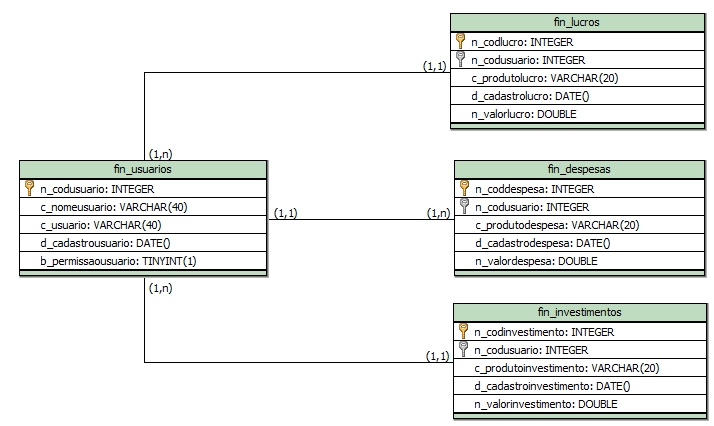 fin_lucros
n_codlucro: INTEGER
n_codusuario: INTEGER
c_produtolucro: VARCHAR(20)
d_cadastrolucro: DATE()
n_valorlucro: DOUBLE
(1,1)
(1,n)
fin_usuarios
n_codusuario: INTEGER
c_nomeusuario: VARCHAR(40)
c_usuario: VARCHAR(40)
d_cadastrousuario: DATE()
b_permissaousuario: TINYINT(1)
(1,1)
(1,n)
fin_despesas
n_coddespesa: INTEGER
n_codusuario: INTEGER
c_produtodespesa: VARCHAR(20)
d_cadastrodespesa: DATE()
n_valordespesa: DOUBLE
(1,n)
(1,1)
fin_investimentos
n_codinvestimento: INTEGER
n_codusuario: INTEGER
c_produtoinvestimento: VARCHAR(20)
d_cadastroinvestimento: DATE()
n_valorinvestimento: DOUBLE